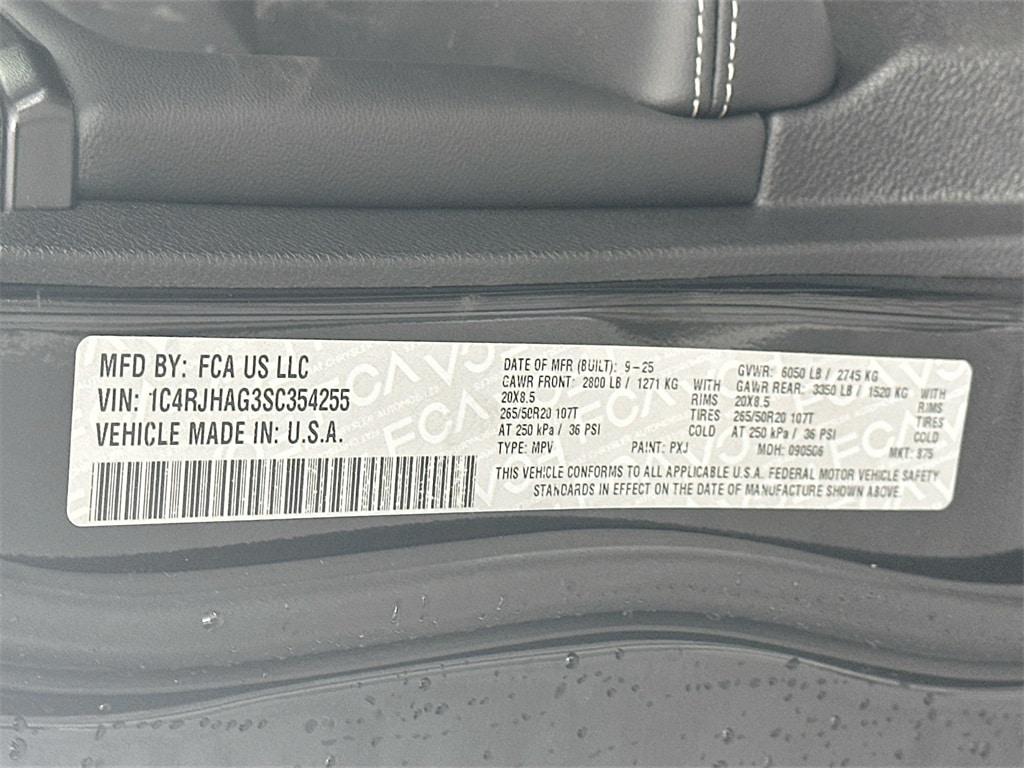 MFD BY: FCA US LLC
VIN: 1C4RJHAG3SC354255
VEHICLE MADE IN: U.S.A.
DATE OF MFR (BUILT): 9-25 GVWR: 6050 LB / 2745 KG
GAWR FRONT: 2800 LB / 1271 KG WITH GAWR REAR: 3350 LB / 1520 KG WITH
20X8.5 RIMS 20X8.5 RIMS
265/50R20 107T TIRES 265/50R20 107T TIRES
AT 250 kPa / 36 PSI COLD AT 250 kPa / 36 PSI COLD
TYPE: MPV PAINT: PXJ MDH: 090506 MKT: 875
THIS VEHICLE CONFORMS TO ALL APPLICABLE U.S.A. FEDERAL MOTOR VEHICLE SAFETY
STANDARDS IN EFFECT ON THE DATE OF MANUFACTURE SHOWN ABOVE.